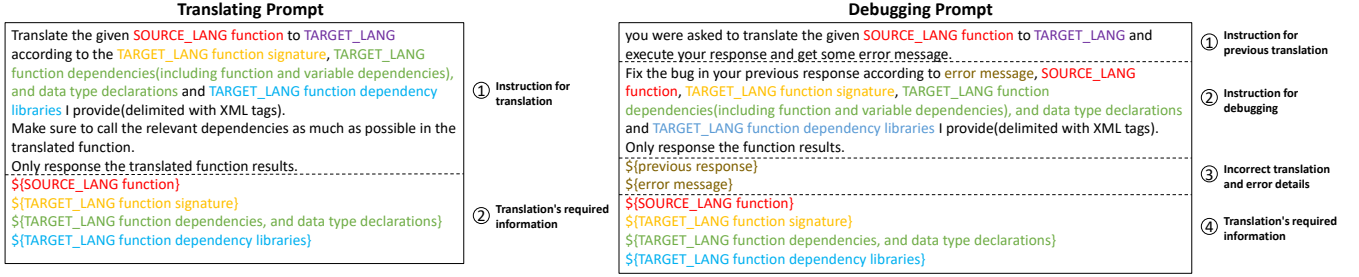 Translating Prompt
Translate the given SOURCE_LANG function to TARGET_LANG
according to the TARGET_LANG function signature, TARGET_LANG
function dependencies(including function and variable dependencies),
and data type declarations and TARGET_LANG function dependency
libraries I provide(delimited with XML tags).
Make sure to call the relevant dependencies as much as possible in the
translated function.
Only response the translated function results.
${SOURCE_LANG function}
${TARGET_LANG function signature}
${TARGET_LANG function dependencies, and data type declarations}
${TARGET_LANG function dependency libraries}
① Instruction for
translation
② Translation's required
information
Debugging Prompt
you were asked to translate the given SOURCE_LANG function to TARGET_LANG and
execute your response and get some error message.
Fix the bug in your previous response according to error message, SOURCE_LANG
function, TARGET_LANG function signature, TARGET_LANG function
dependencies(including function and variable dependencies), and data type declarations
and TARGET_LANG function dependency libraries I provide(delimited with XML tags).
Only response the function results.
${previous response}
${error message}
${SOURCE_LANG function}
${TARGET_LANG function signature}
${TARGET_LANG function dependencies, and data type declarations}
${TARGET_LANG function dependency libraries}
① Instruction for
previous translation
② Instruction for
debugging
③ Incorrect translation
and error details
④ Translation's required
information